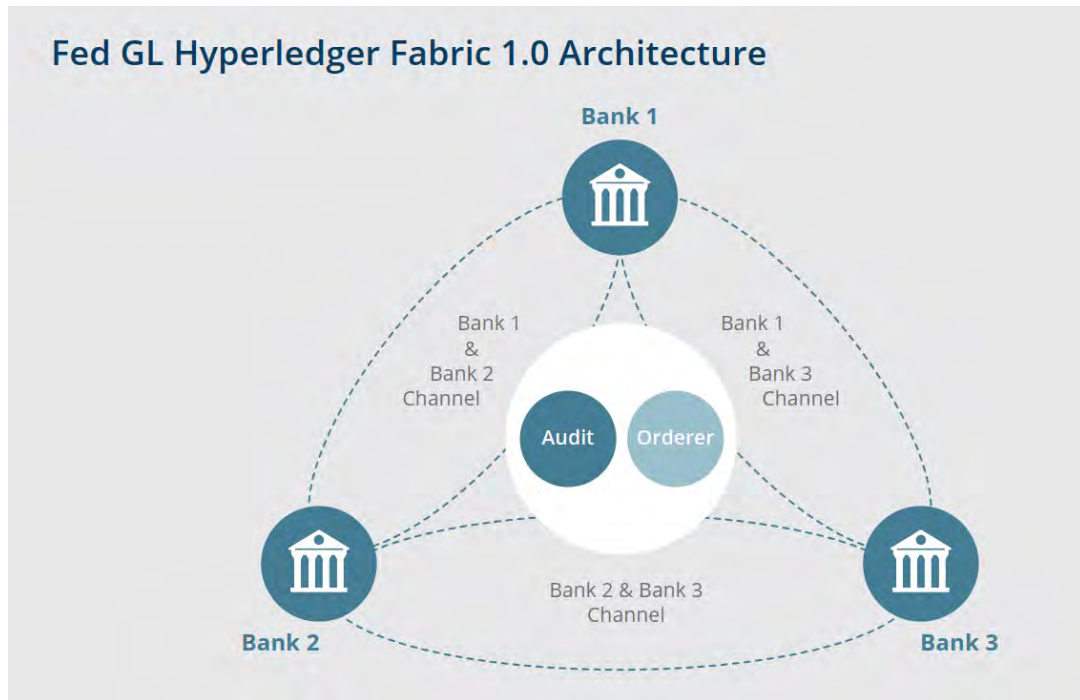 Fed GL Hyperledger Fabric 1.0 Architecture
Bank 1
Bank 1
&
Bank 2
Channel
Bank 1
&
Bank 3
Channel
Audit
Orderer
Bank 2 & Bank 3
Channel
Bank 2
Bank 3